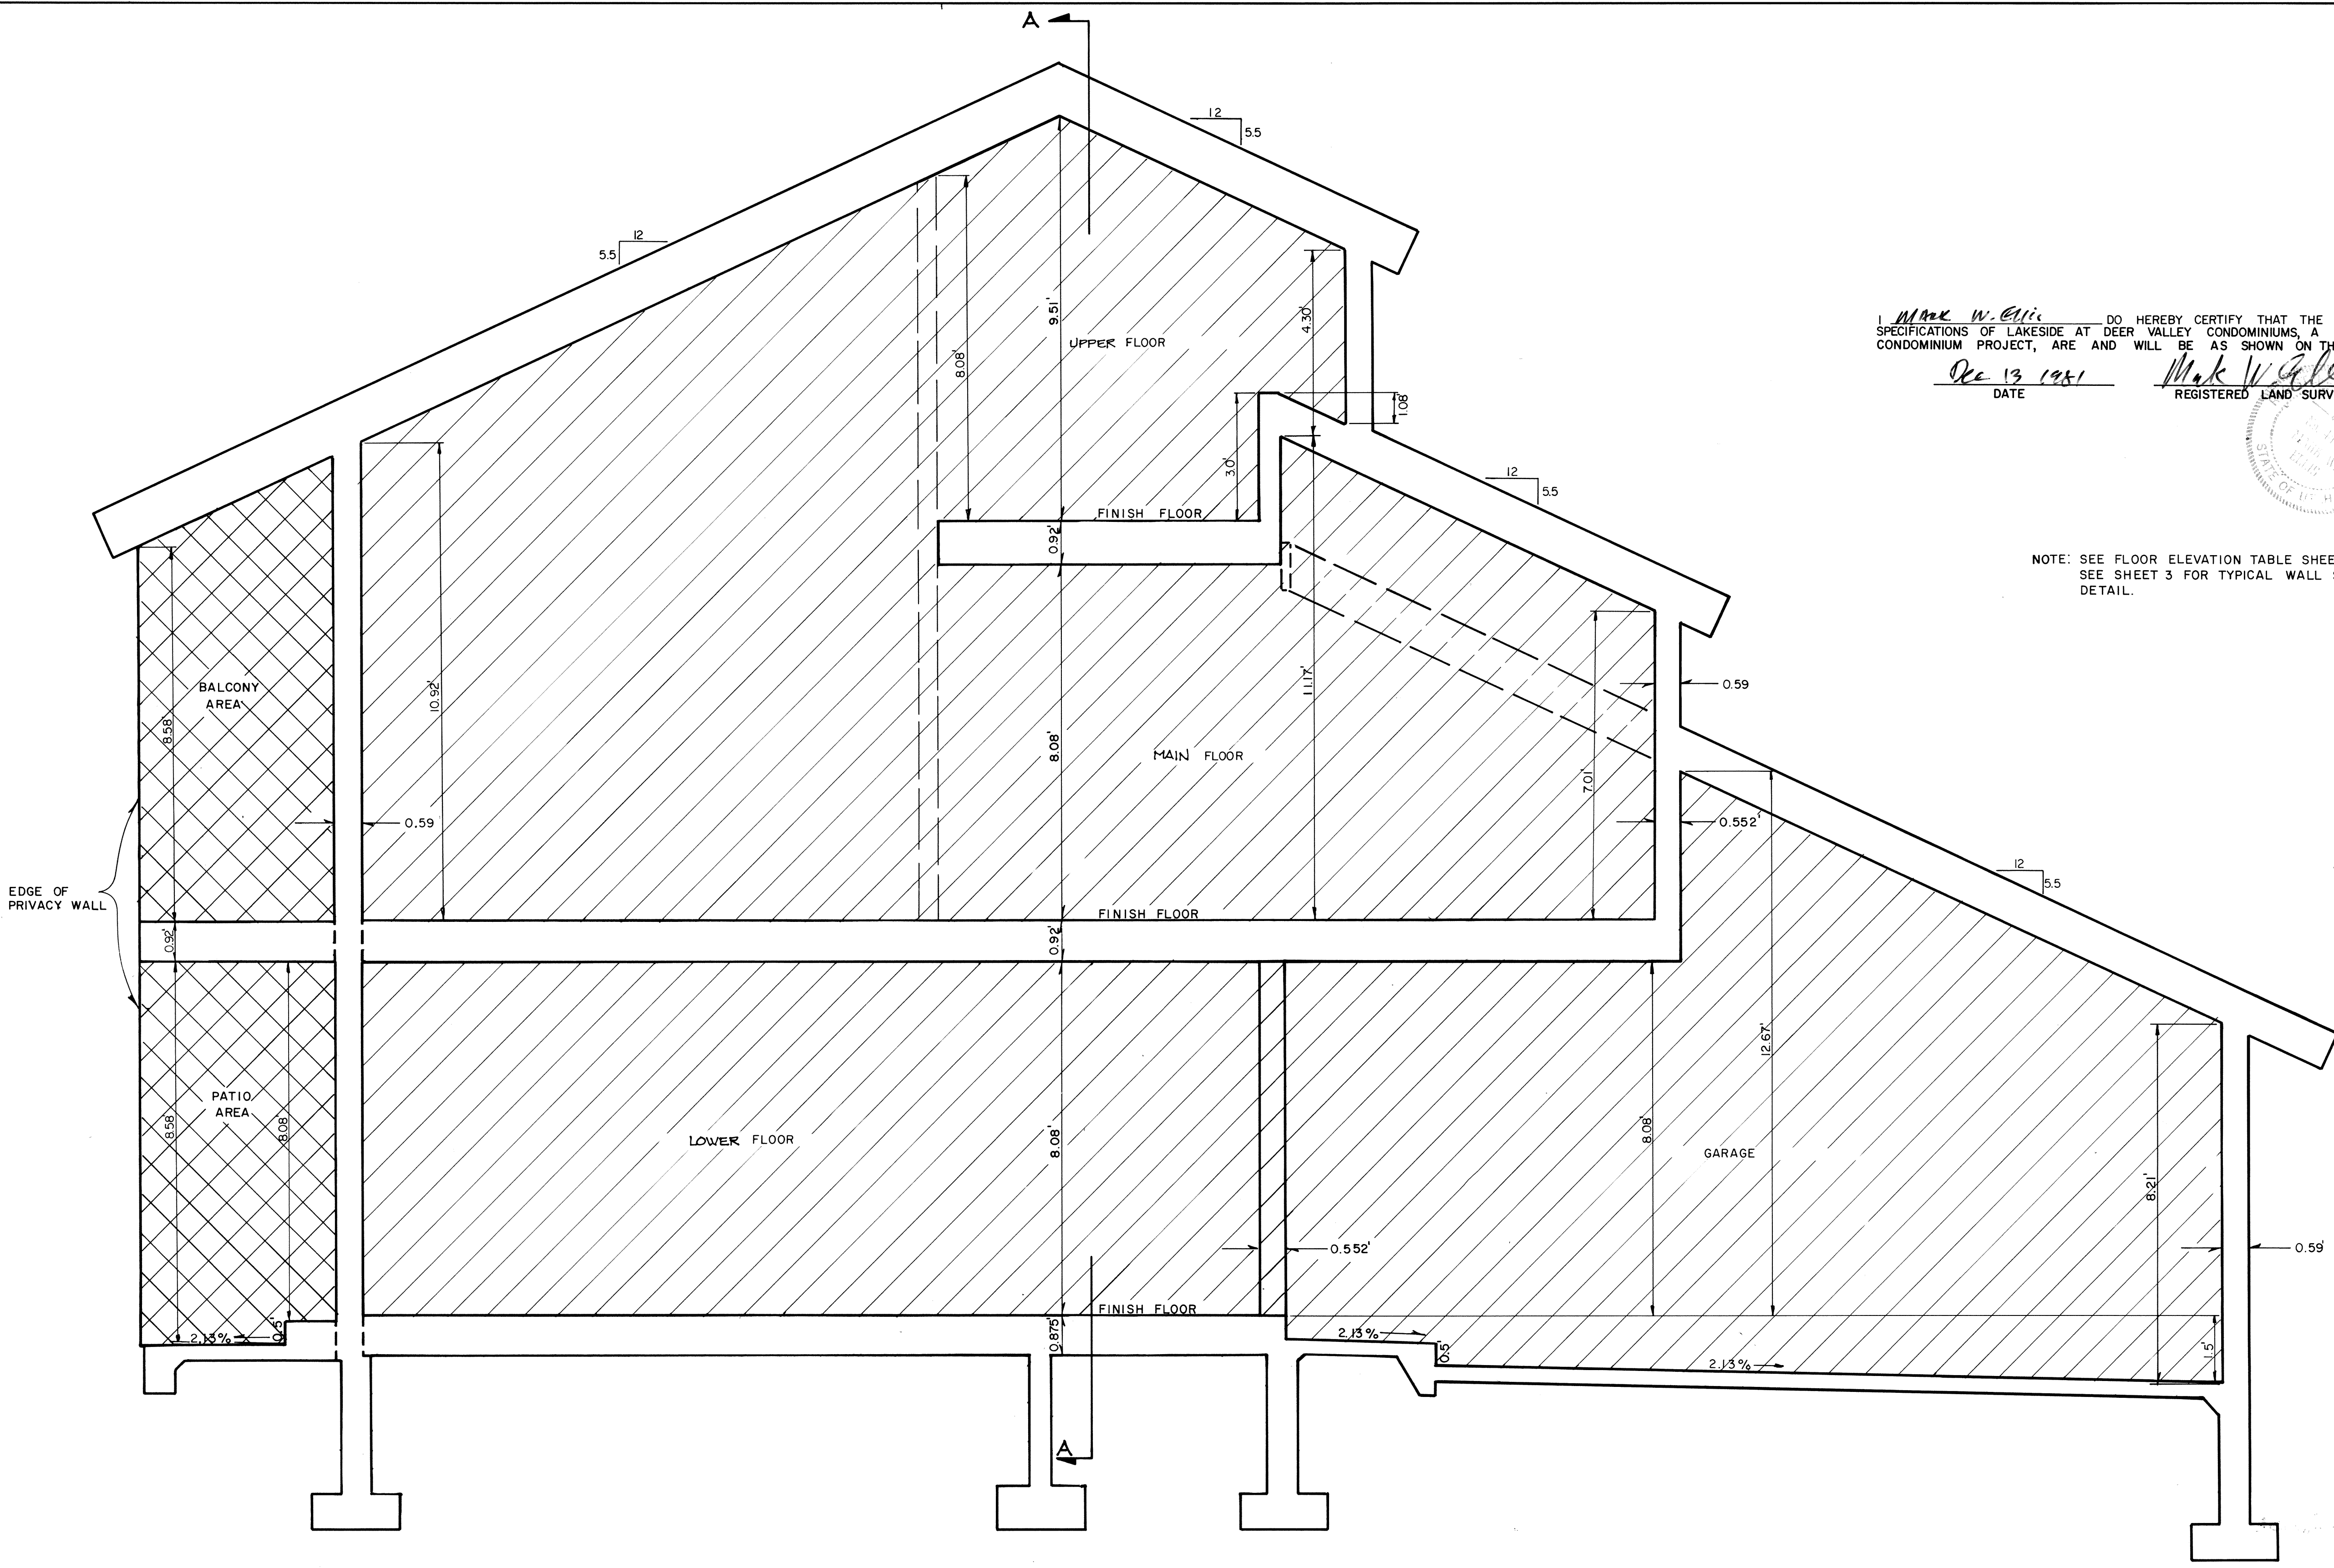 A
12
5.5
12
5.5
8.08'
9.51'
UPPER FLOOR
4.30'
1.08'
3.0'
FINISH FLOOR
0.92'
12
5.5
I Mark W. Ellis DO HEREBY CERTIFY THAT THE
SPECIFICATIONS OF LAKESIDE AT DEER VALLEY CONDOMINIUMS, A
CONDOMINIUM PROJECT, ARE AND WILL BE AS SHOWN ON TH
Dec 13 1981
DATE
REGISTERED LAND SURV
STATE OF UTAH
NOTE: SEE FLOOR ELEVATION TABLE SHEE
SEE SHEET 3 FOR TYPICAL WALL
DETAIL.
BALCONY
AREA
8.58'
10.92'
0.59
8.08'
MAIN FLOOR
11.17'
7.01'
0.59
0.552'
12
5.5
EDGE OF
PRIVACY WALL
FINISH FLOOR
0.92'
0.92'
PATIO
AREA
8.58
8.08'
LOWER FLOOR
8.08'
8.08'
12.67'
GARAGE
8.21'
0.552'
0.59'
FINISH FLOOR
2.13%
0.5'
0.875'
2.13%
0.5'
2.13%
1.5'
A